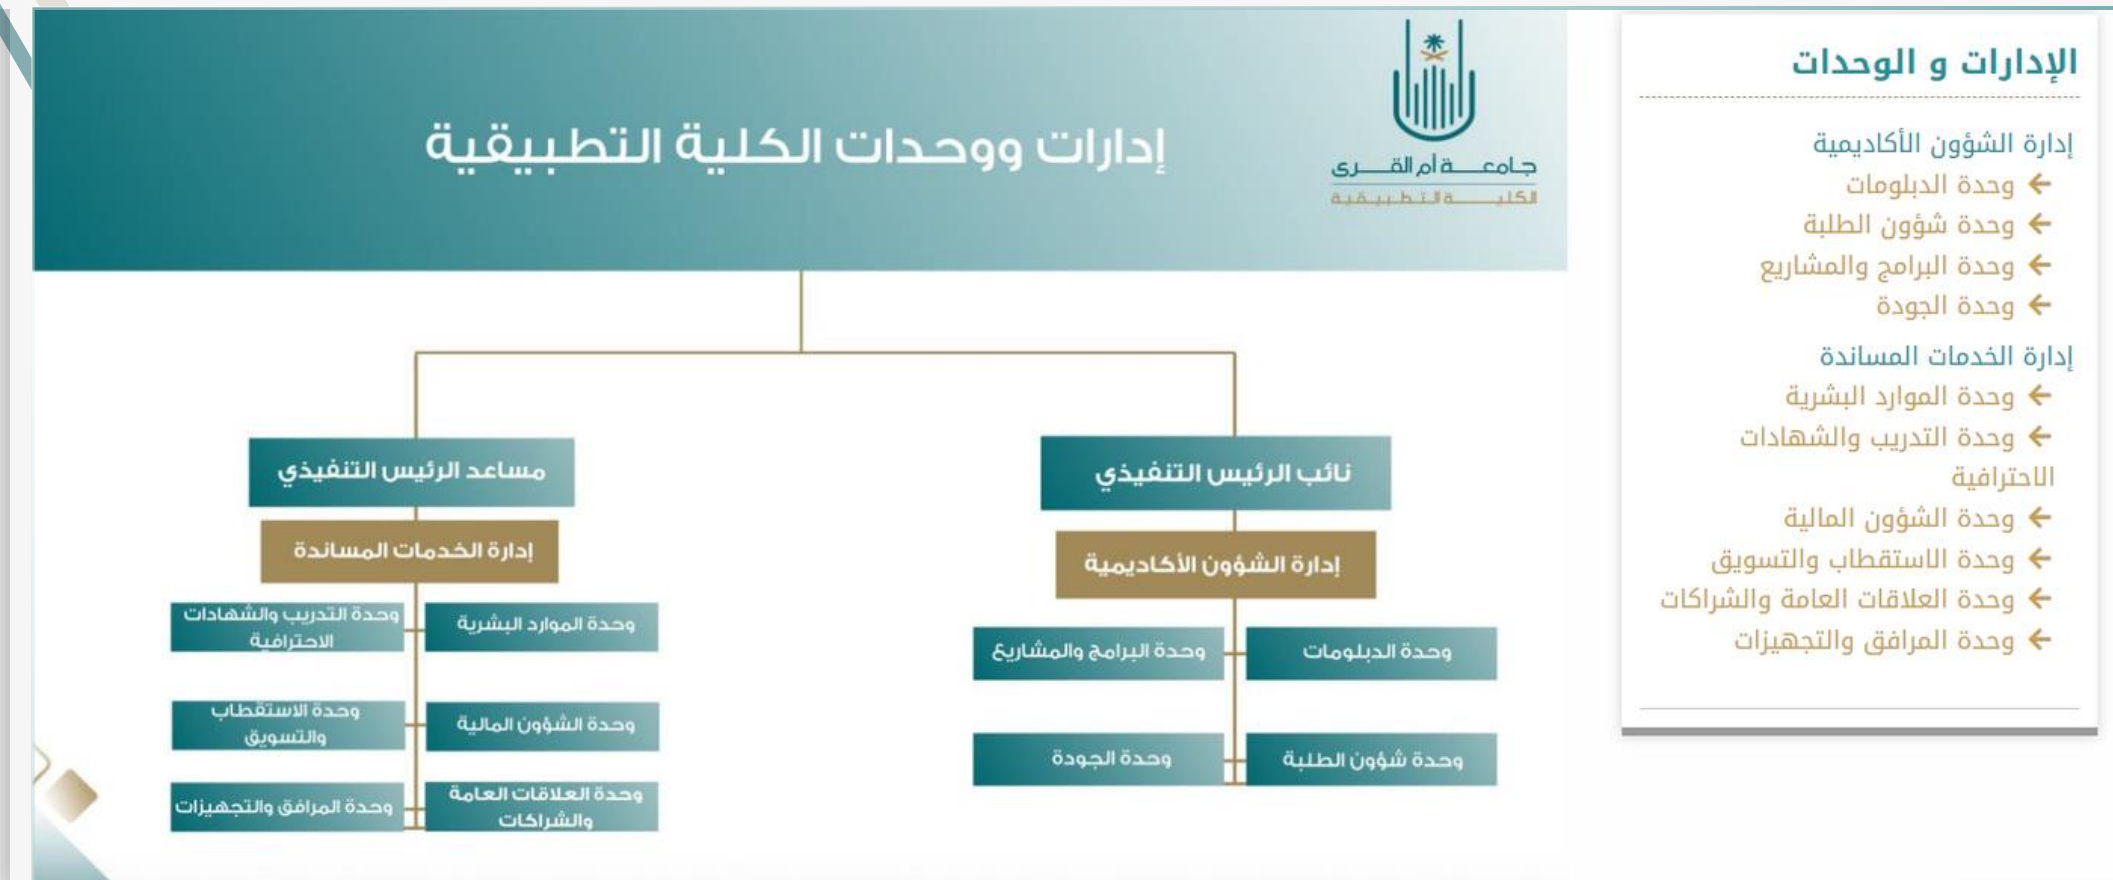 الإدارات و الوحدات
إدارة الشؤون الأكاديمية
وحدة الدبلومات
وحدة شؤون الطلبة
وحدة البرامج والمشاريع
وحدة الجودة
إدارة الخدمات المساندة
وحدة الموارد البشرية
وحدة التدريب والشهادات
الاحترافية
وحدة الشؤون المالية
وحدة الاستقطاب والتسويق
وحدة العلاقات العامة والشراكات
وحدة المرافق والتجهيزات
جامعة أم القرى
الكلية التطبيقية
إدارات ووحدات الكلية التطبيقية
نائب الرئيس التنفيذي
إدارة الشؤون الأكاديمية
وحدة الدبلومات
وحدة البرامج والمشاريع
وحدة شؤون الطلبة
وحدة الجودة
مساعد الرئيس التنفيذي
إدارة الخدمات المساندة
وحدة الموارد البشرية
وحدة التدريب والشهادات
الاحترافية
وحدة الشؤون المالية
وحدة الاستقطاب
والتسويق
وحدة العلاقات العامة
والشراكات
وحدة المرافق والتجهيزات